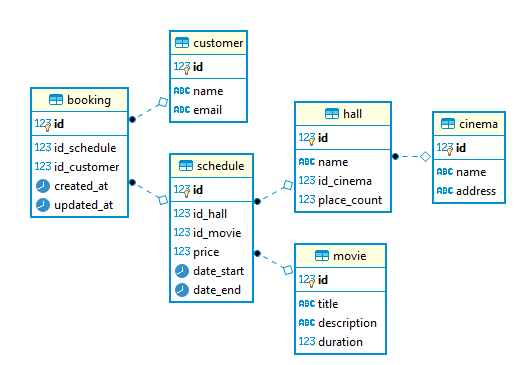 customer
123 id
ABC name
ABC email
booking
123 id
123 id_schedule
123 id_customer
created_at
updated_at
schedule
123 id
123 id_hall
123 id_movie
123 price
date_start
date_end
hall
123 id
ABC name
123 id_cinema
123 place_count
cinema
123 id
ABC name
ABC address
movie
123 id
ABC title
ABC description
123 duration